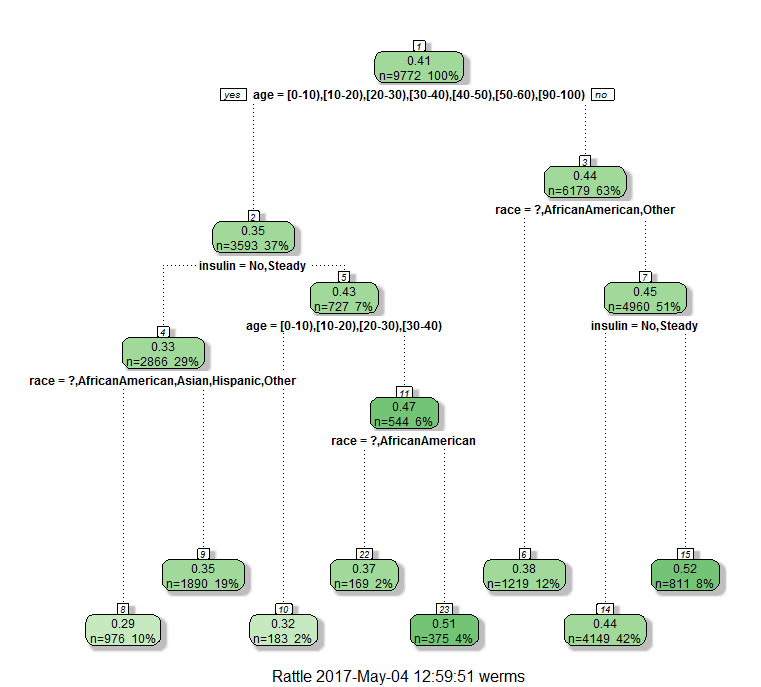 1
0.41
n=9772 100%
yes age = [0-10),[10-20),[20-30),[30-40),[40-50),[50-60),[90-100) no
3
0.44
n=6179 63%
race = ?,AfricanAmerican,Other
2
0.35
n=3593 37%
insulin = No,Steady
5
0.43
n=727 7%
age = [0-10),[10-20),[20-30),[30-40)
7
0.45
n=4960 51%
insulin = No,Steady
4
0.33
n=2866 29%
race = ?,AfricanAmerican,Asian,Hispanic,Other
11
0.47
n=544 6%
race = ?,AfricanAmerican
9
0.35
n=1890 19%
22
0.37
n=169 2%
6
0.38
n=1219 12%
15
0.52
n=811 8%
8
0.29
n=976 10%
10
0.32
n=183 2%
23
0.51
n=375 4%
14
0.44
n=4149 42%
Rattle 2017-May-04 12:59:51 werms